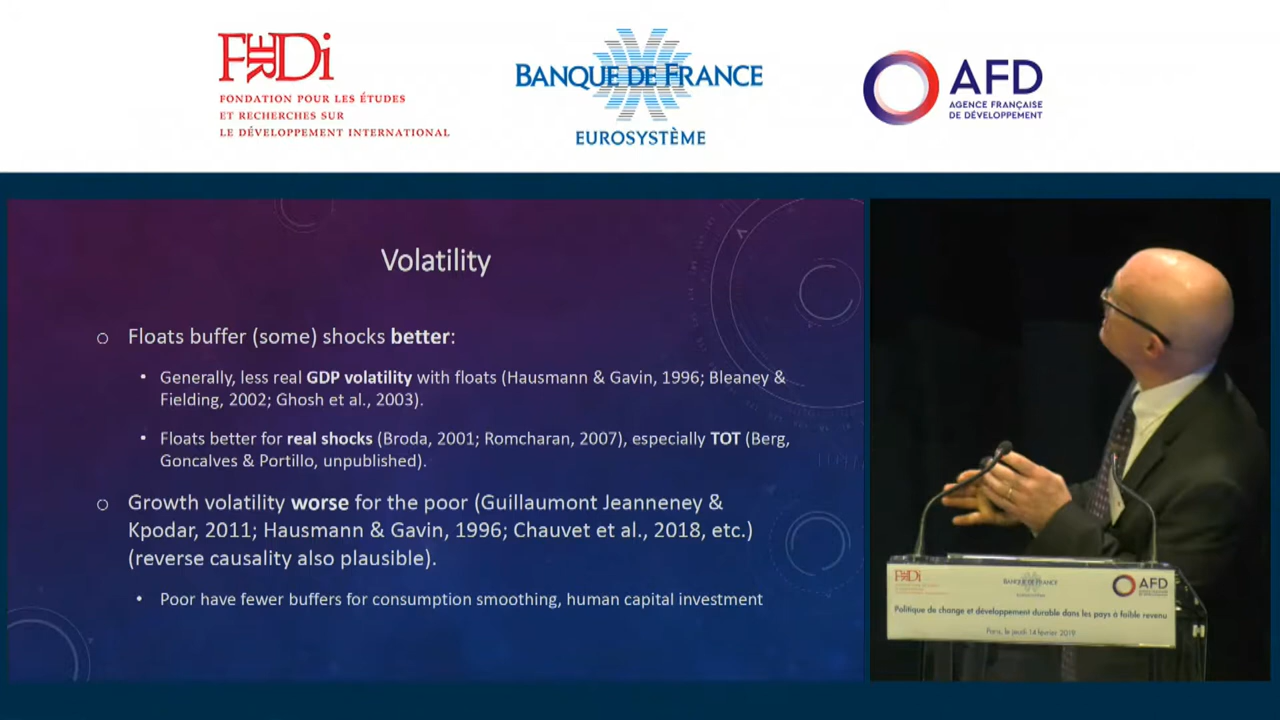 FERDi
FONDATION POUR LES ÉTUDES
ET RECHERCHES SUR
LE DÉVELOPPEMENT INTERNATIONAL
BANQUE DE FRANCE
EUROSYSTÈME
AFD
AGENCE FRANÇAISE
DE DÉVELOPPEMENT
Volatility
Floats buffer (some) shocks better:
Generally, less real GDP volatility with floats (Hausmann & Gavin, 1996; Bleaney &
Fielding, 2002; Ghosh et al., 2003).
Floats better for real shocks (Broda, 2001; Romcharan, 2007), especially TOT (Berg,
Goncalves & Portillo, unpublished).
Growth volatility worse for the poor (Guillaumont Jeanneney &
Kpodar, 2011; Hausmann & Gavin, 1996; Chauvet et al., 2018, etc.)
(reverse causality also plausible).
Poor have fewer buffers for consumption smoothing, human capital investment
FERDi
BANQUE DE FRANCE
AFD
Politique de change et développement durable dans les pays à faible revenu
Paris, le jeudi 14 février 2019